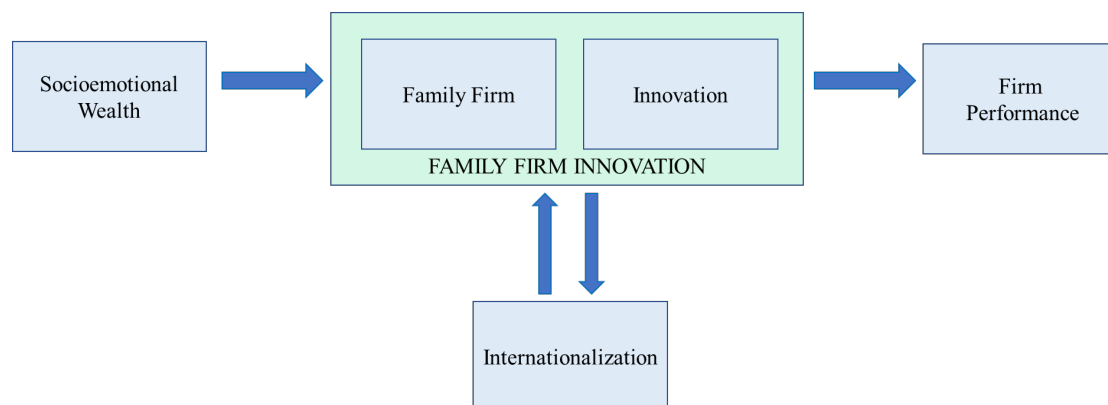 Socioemotional
Wealth
Family Firm
Innovation
FAMILY FIRM INNOVATION
Firm
Performance
Internationalization